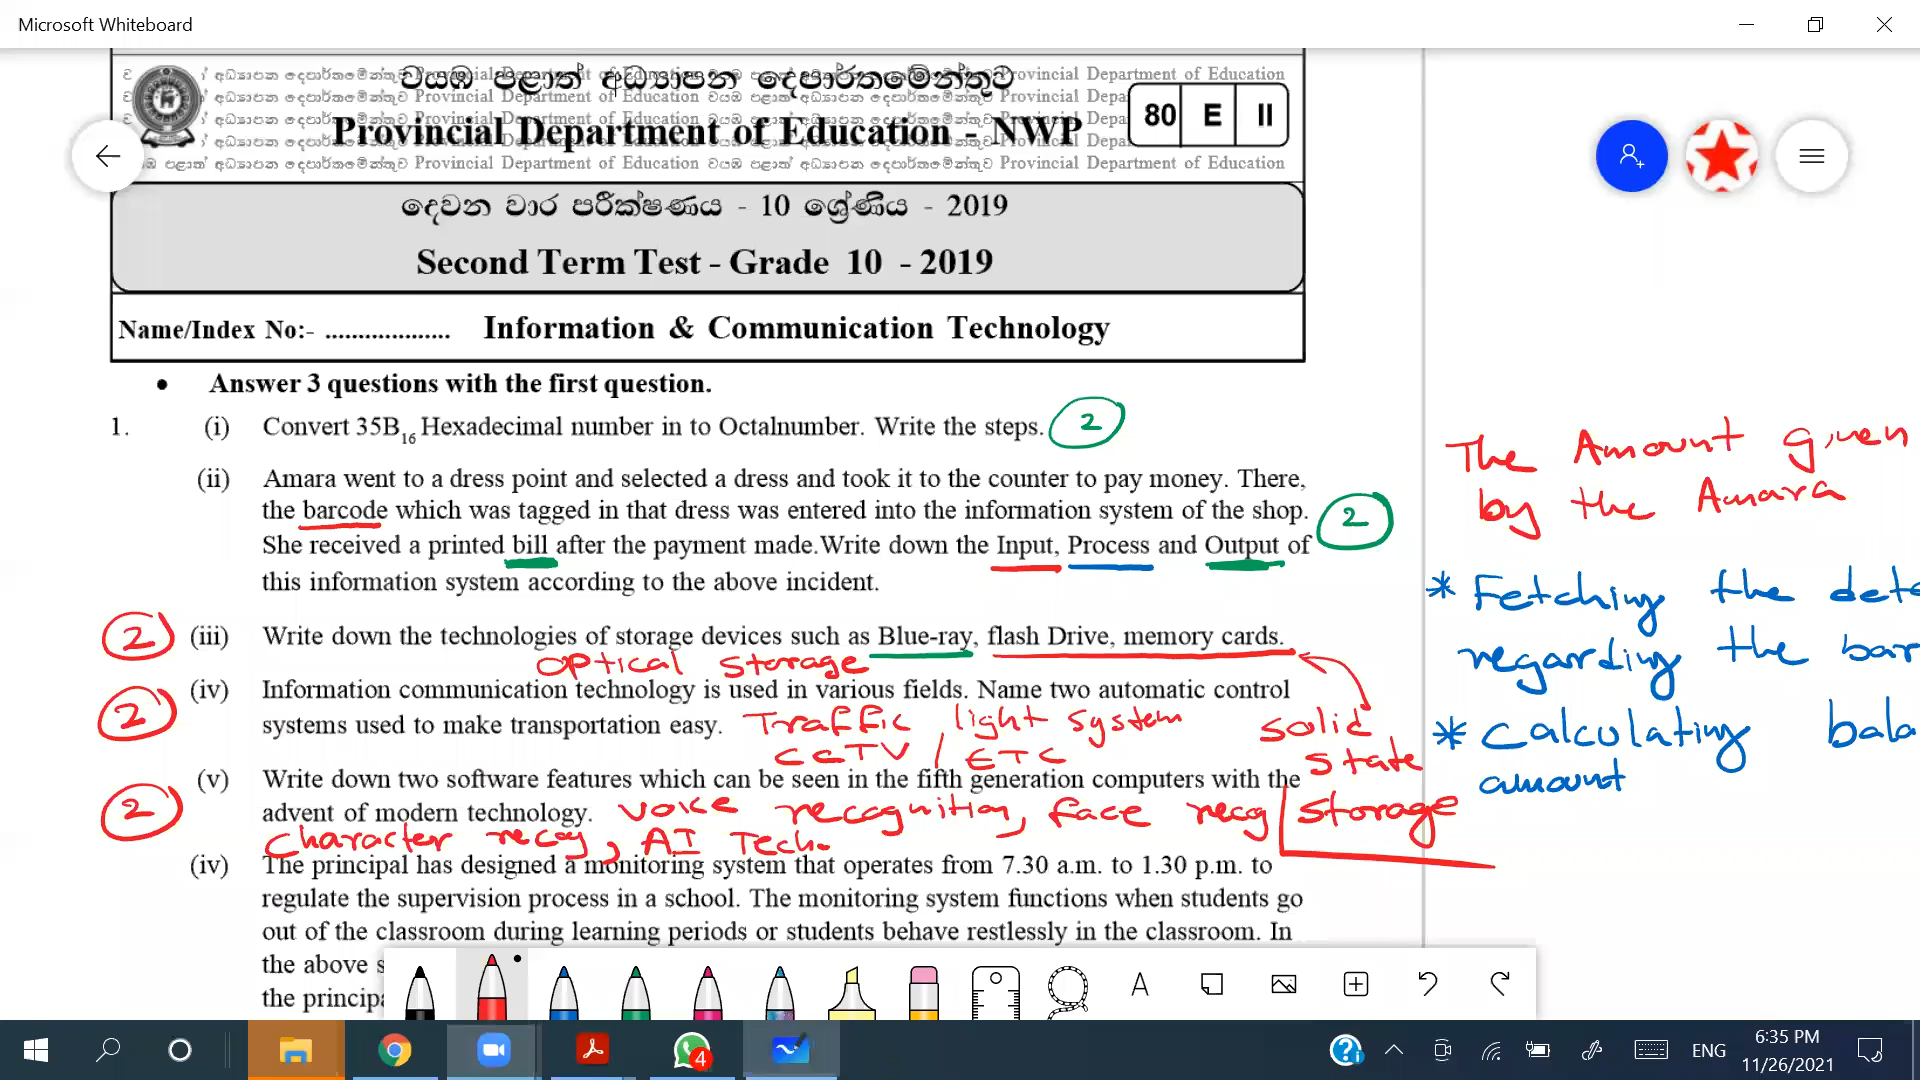 Microsoft Whiteboard
වයඹ පළාත් අධ්‍යාපන දෙපාර්තමේන්තුව
Provincial Department of Education - NWP
80 E II
දෙවන වාර පරීක්ෂණය - 10 ශ්‍රේණිය - 2019
Second Term Test - Grade 10 - 2019
Name/Index No:- ................... Information & Communication Technology
• Answer 3 questions with the first question.
1. (i) Convert 35B16 Hexadecimal number in to Octalnumber. Write the steps. 2
(ii) Amara went to a dress point and selected a dress and took it to the counter to pay money. There,
the barcode which was tagged in that dress was entered into the information system of the shop. 2
She received a printed bill after the payment made.Write down the Input, Process and Output of
this information system according to the above incident.
2 (iii) Write down the technologies of storage devices such as Blue-ray, flash Drive, memory cards.
optical storage
2 (iv) Information communication technology is used in various fields. Name two automatic control
systems used to make transportation easy. Traffic light system
CCTV / ETC
solid
state
storage
2 (v) Write down two software features which can be seen in the fifth generation computers with the
advent of modern technology. voice recognition, face recog
Character recog, AI Tech.
(iv) The principal has designed a monitoring system that operates from 7.30 a.m. to 1.30 p.m. to
regulate the supervision process in a school. The monitoring system functions when students go
out of the classroom during learning periods or students behave restlessly in the classroom. In
the above s
the principa
The Amount given
by the Amara
* Fetching the deta
regarding the bar
* Calculating bala
amount
4
ENG
6:35 PM
11/26/2021